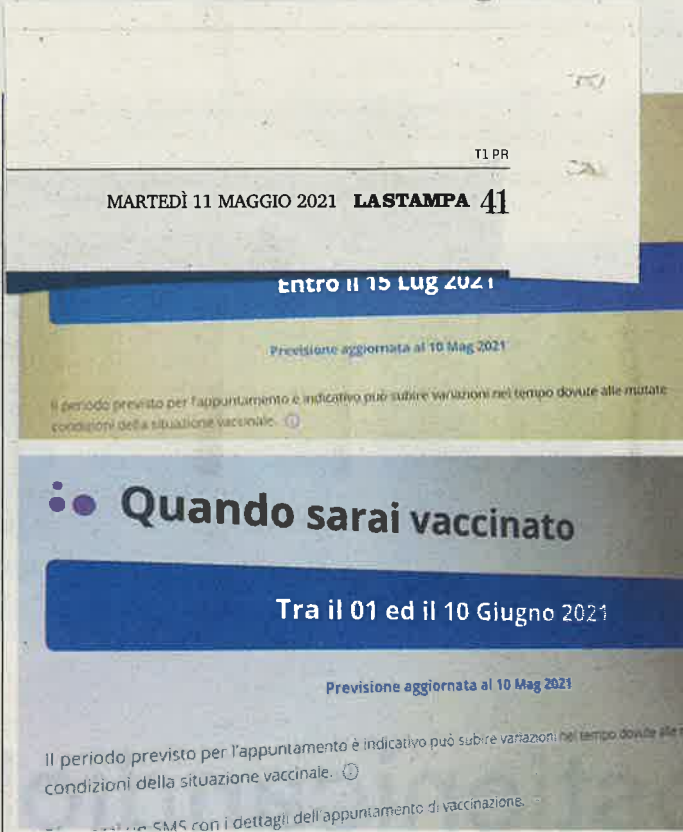 T1 PR
MARTEDÌ 11 MAGGIO 2021 LASTAMPA 41
Entro il 15 Lug 2021
Previsione aggiornata al 10 Mag 2021
Il periodo previsto per l'appuntamento è indicativo può subire variazioni nel tempo dovute alle mutate
condizioni della situazione vaccinale.
Quando sarai vaccinato
Tra il 01 ed il 10 Giugno 2021
Previsione aggiornata al 10 Mag 2021
Il periodo previsto per l'appuntamento è indicativo può subire variazioni nel tempo dovute alle
condizioni della situazione vaccinale.
un SMS con i dettagli dell'appuntamento di vaccinazione.